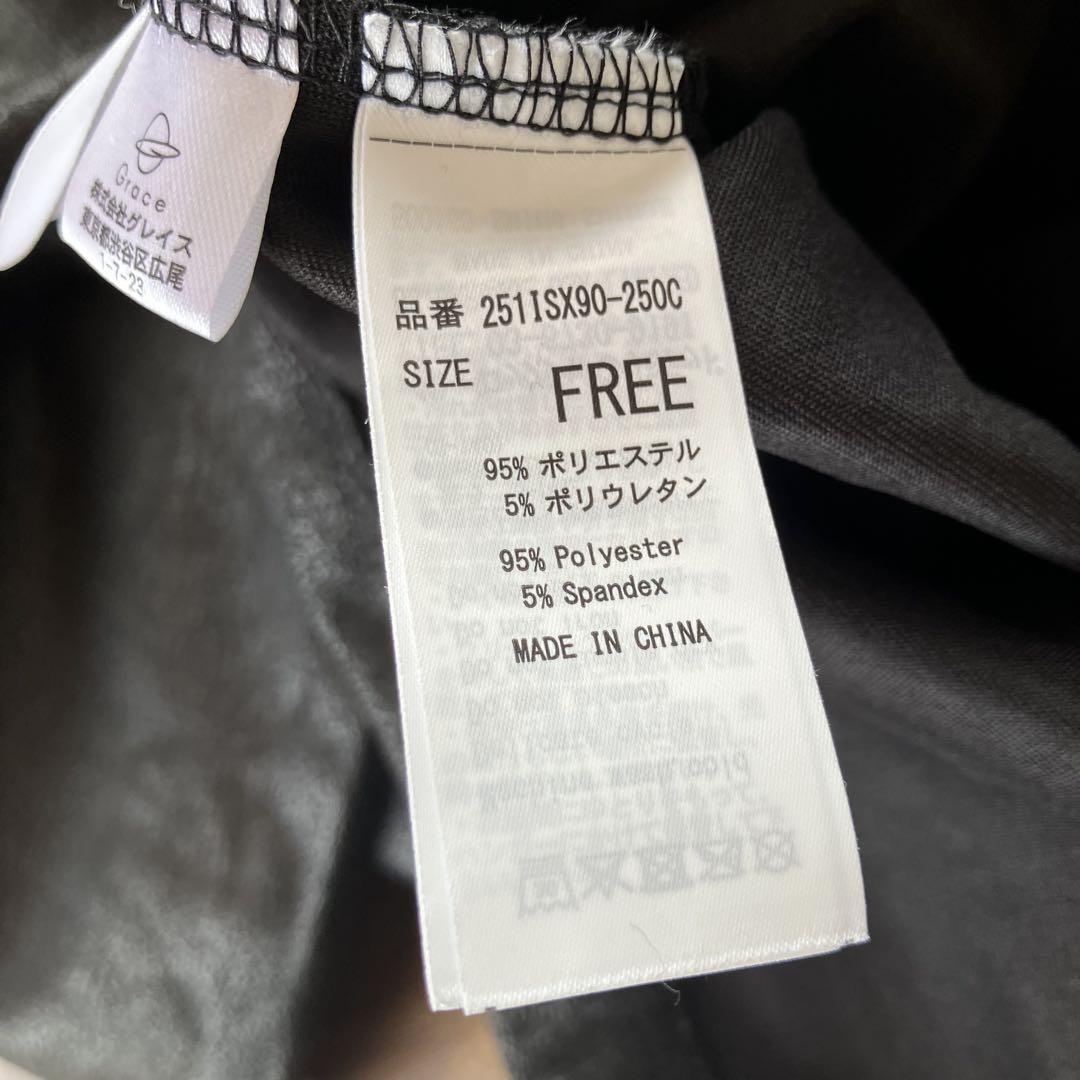 Grace
株式会社グレイス
東京都渋谷区広尾
1-7-23
品番 251ISX90-250C
SIZE FREE
95% ポリエステル
5% ポリウレタン
95% Polyester
5% Spandex
MADE IN CHINA